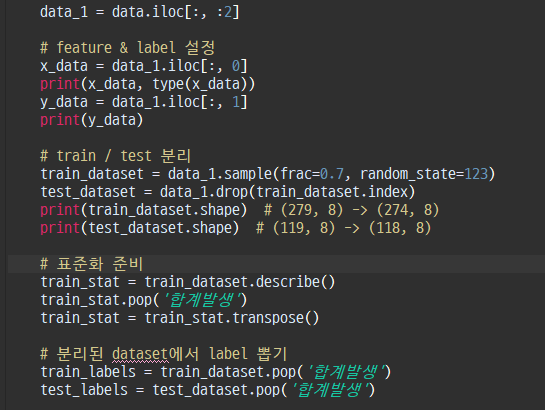 data_1 = data.iloc[:, :2]
# feature & label 설정
x_data = data_1.iloc[:, 0]
print(x_data, type(x_data))
y_data = data_1.iloc[:, 1]
print(y_data)
# train / test 분리
train_dataset = data_1.sample(frac=0.7, random_state=123)
test_dataset = data_1.drop(train_dataset.index)
print(train_dataset.shape)  # (279, 8) -> (274, 8)
print(test_dataset.shape)  # (119, 8) -> (118, 8)
# 표준화 준비
train_stat = train_dataset.describe()
train_stat.pop('합계발생')
train_stat = train_stat.transpose()
# 분리된 dataset에서 label 뽑기
train_labels = train_dataset.pop('합계발생')
test_labels = test_dataset.pop('합계발생')